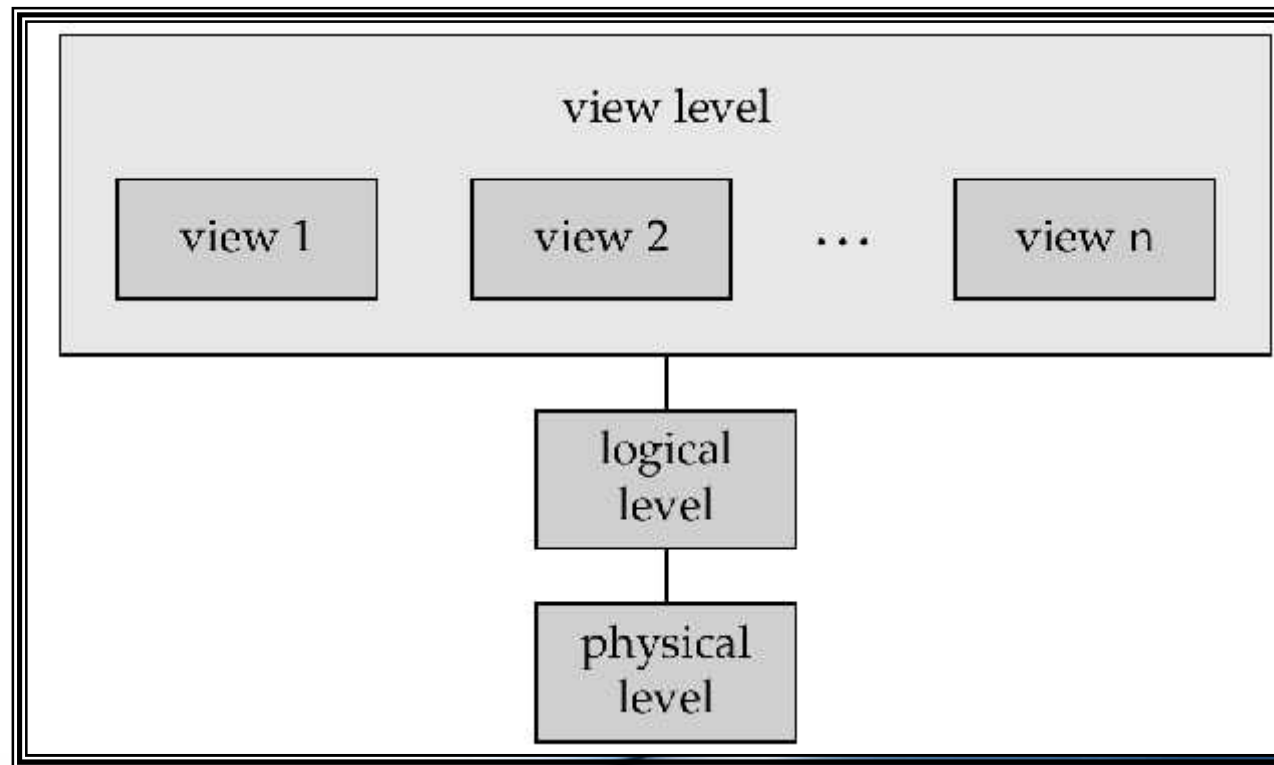 view level
view 1
view 2
...
view n
logical
level
physical
level